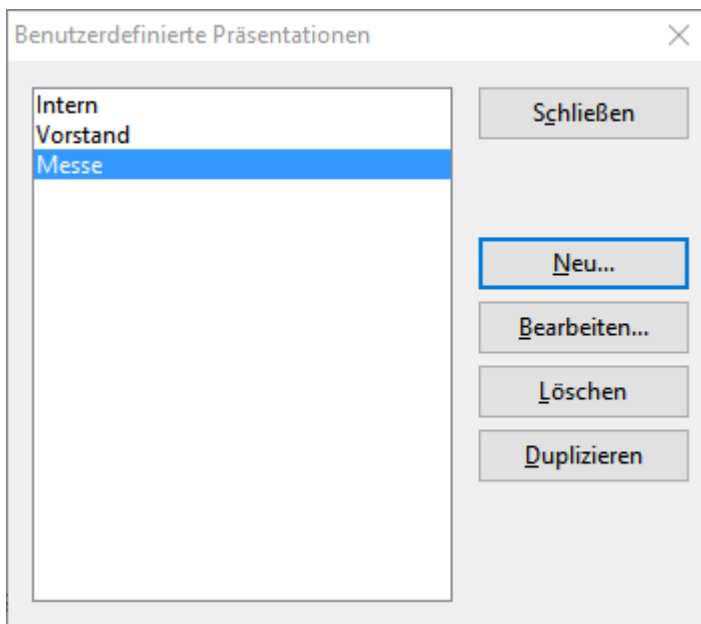 Benutzerdefinierte Präsentationen
Intern
Vorstand
Messe
Schließen
Neu...
Bearbeiten...
Löschen
Duplizieren